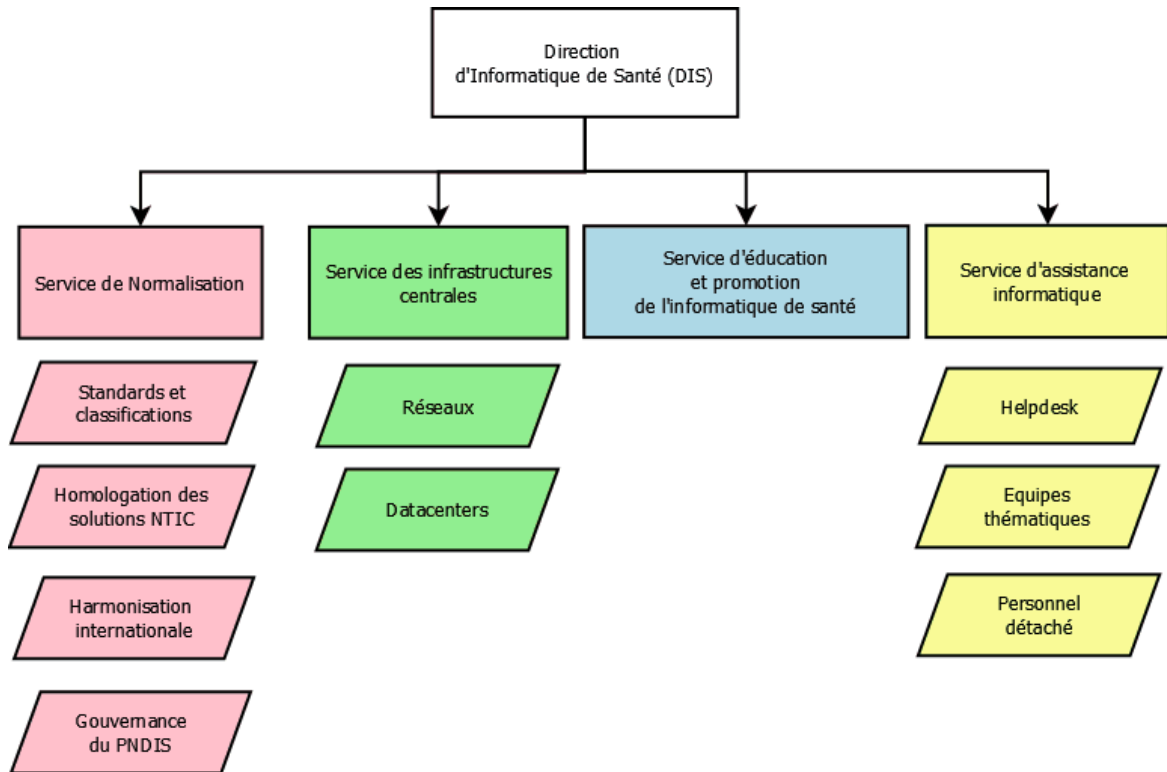 Direction
d'Informatique de Santé (DIS)
Service de Normalisation
Service des infrastructures
centrales
Service d'éducation
et promotion
de l'informatique de santé
Service d'assistance
informatique
Standards et
classifications
Réseaux
Helpdesk
Homologation des
solutions NTIC
Datacenters
Equipes
thématiques
Harmonisation
internationale
Personnel
détaché
Gouvernance
du PNDIS